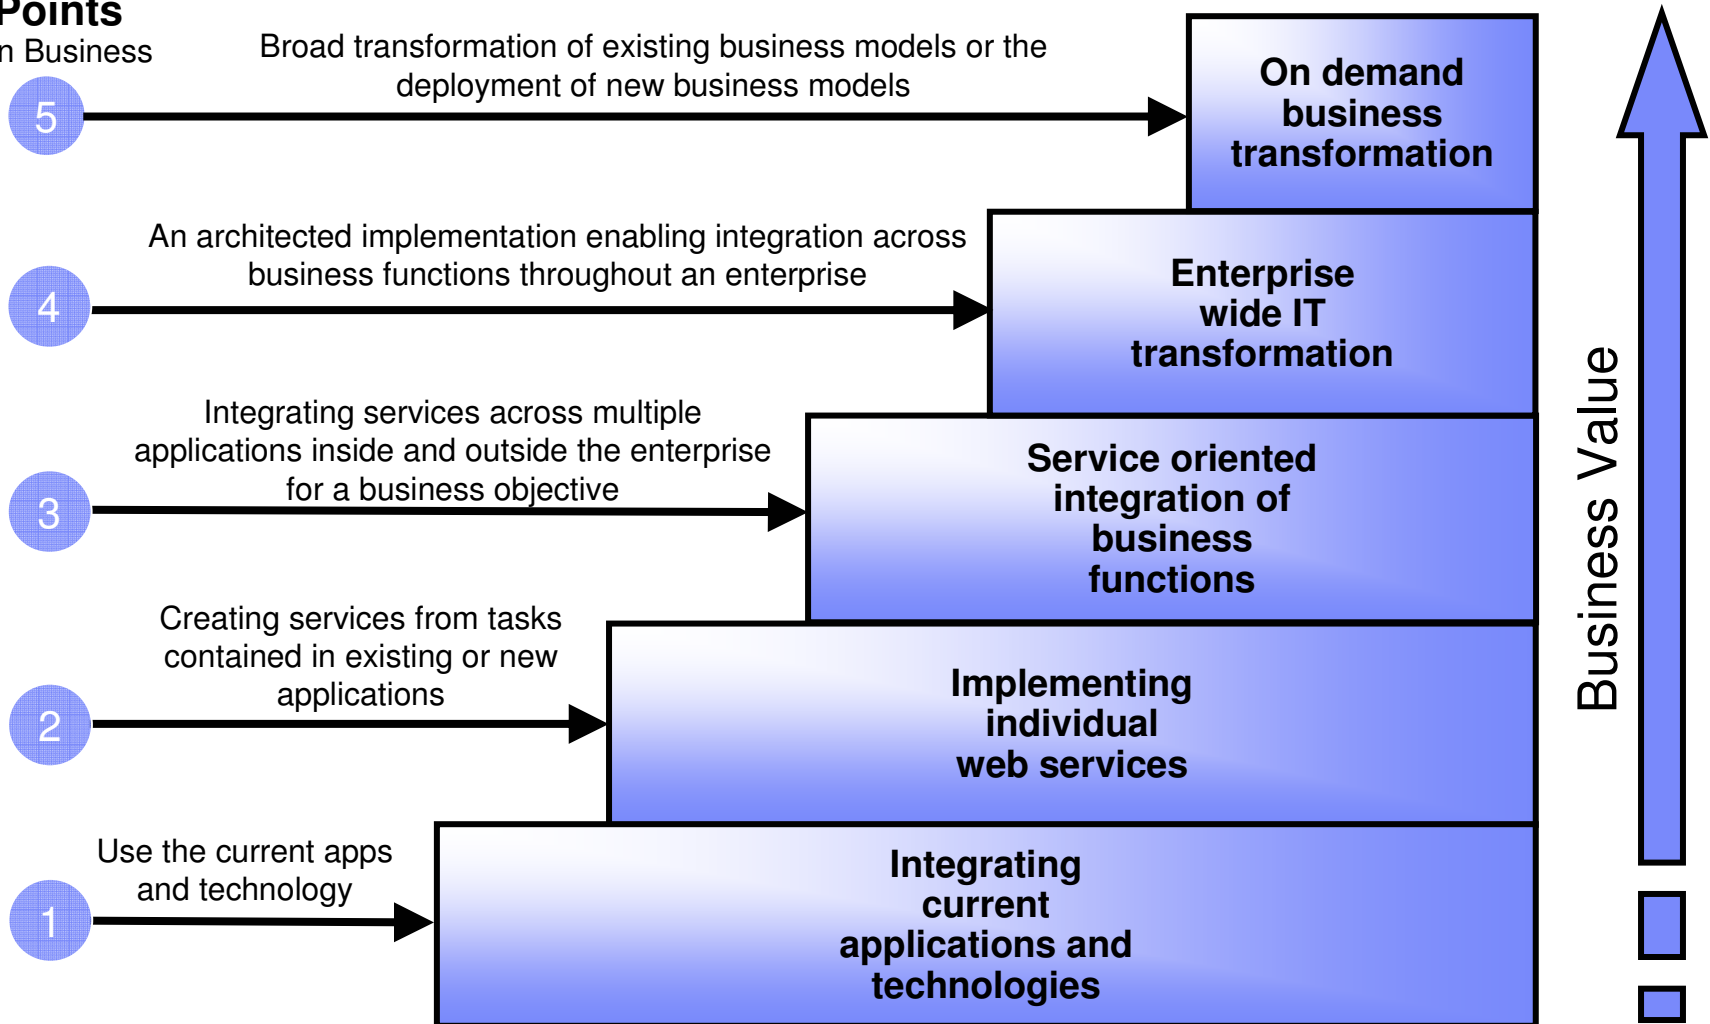 Points
n Business
5
Broad transformation of existing business models or the
deployment of new business models
On demand
business
transformation
4
An architected implementation enabling integration across
business functions throughout an enterprise
Enterprise
wide IT
transformation
3
Integrating services across multiple
applications inside and outside the enterprise
for a business objective
Service oriented
integration of
business
functions
2
Creating services from tasks
contained in existing or new
applications
Implementing
individual
web services
1
Use the current apps
and technology
Integrating
current
applications and
technologies
Business Value